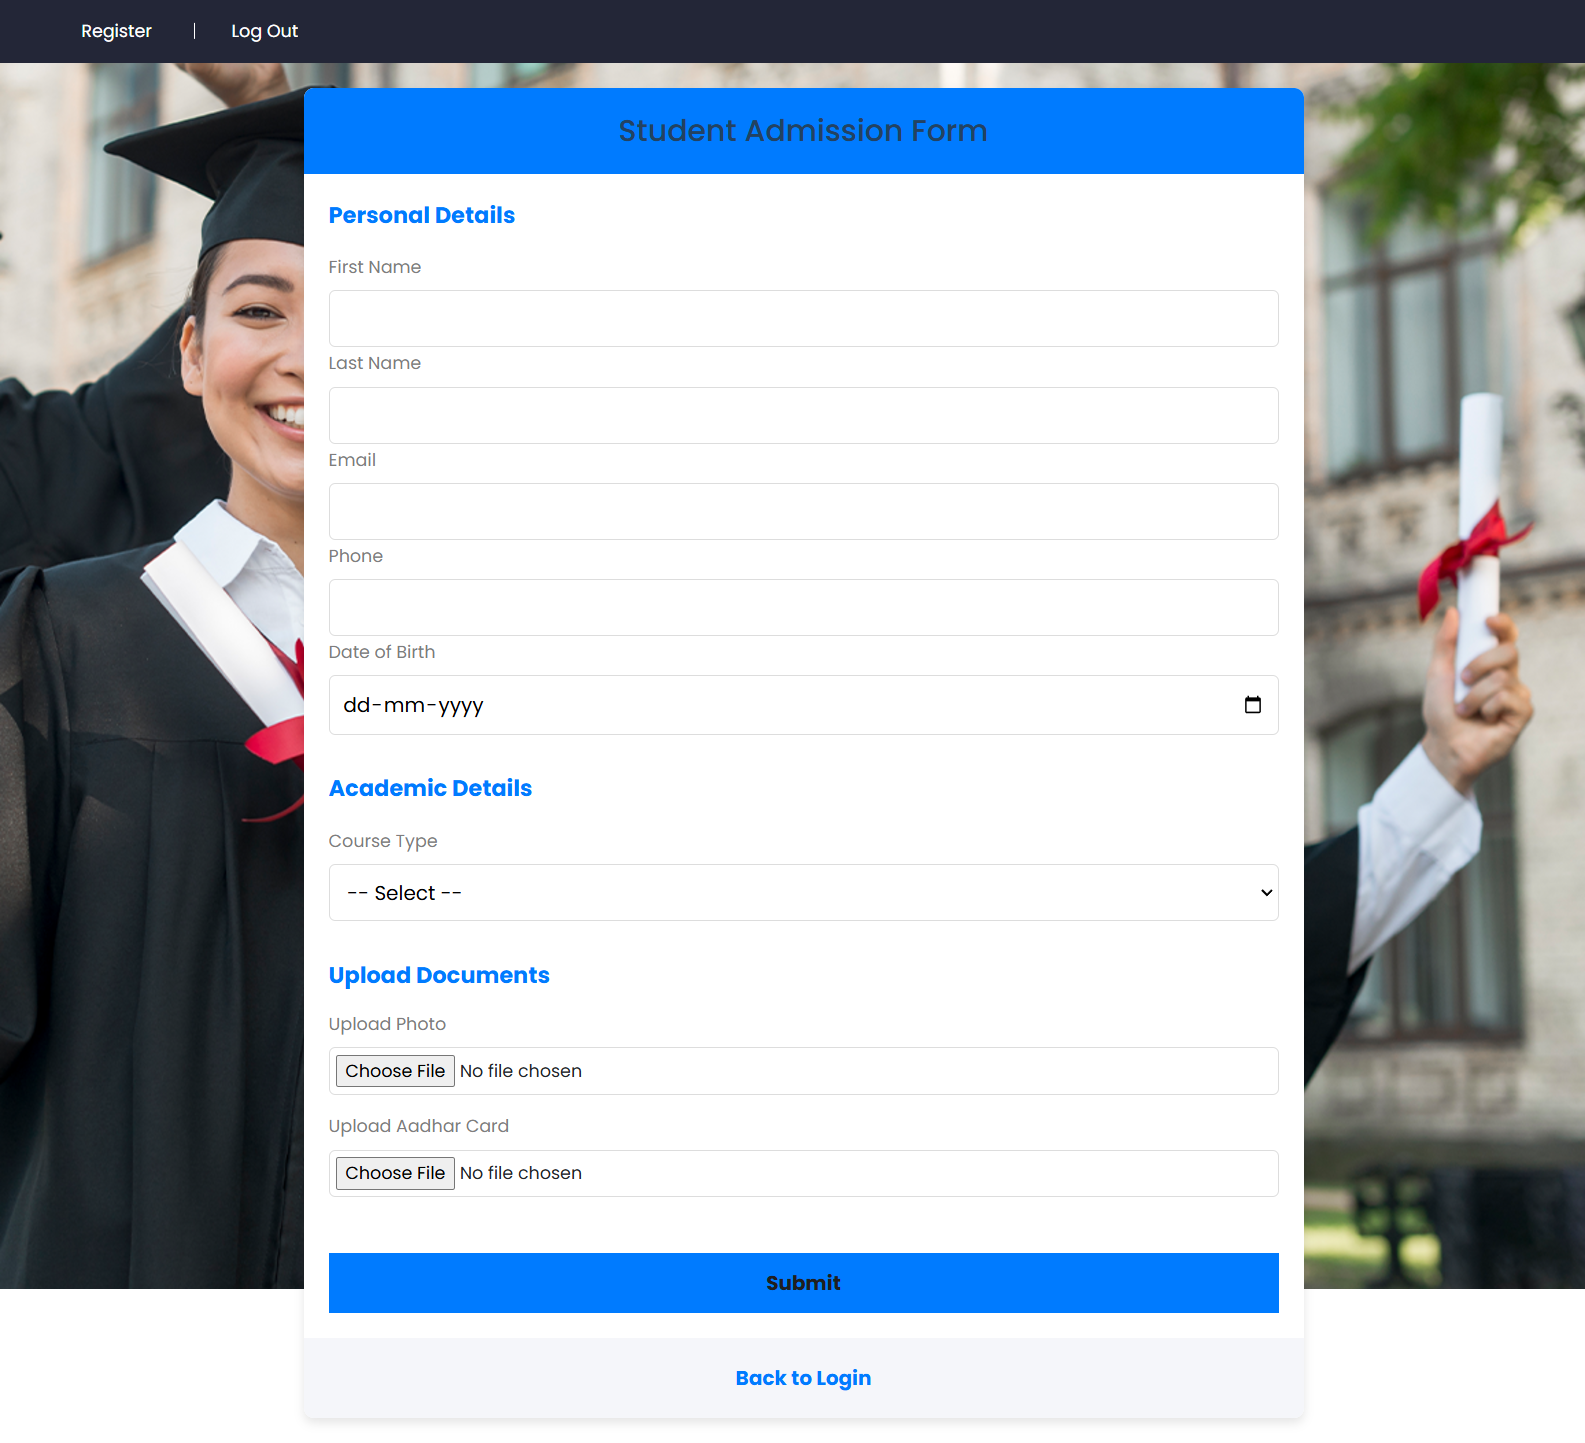 Register | Log Out
Student Admission Form
Personal Details
First Name
Last Name
Email
Phone
Date of Birth
dd-mm-yyyy
Academic Details
Course Type
-- Select --
Upload Documents
Upload Photo
Choose File No file chosen
Upload Aadhar Card
Choose File No file chosen
Submit
Back to Login